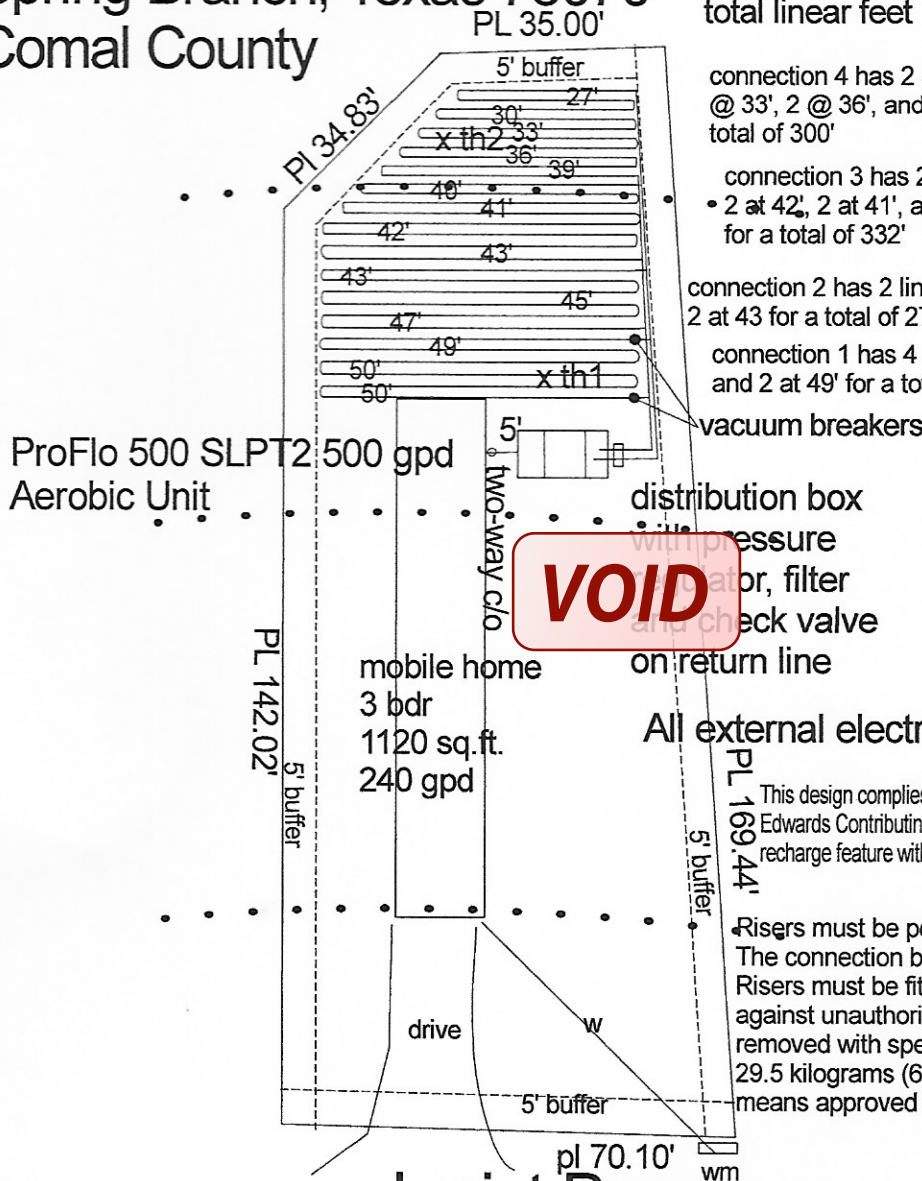 Comal County
PL 35.00'
total linear feet
5' buffer
Pl 34.83'
27'
30'
33'
x th2
36'
39'
40'
41'
42'
43'
43'
45'
47'
49'
50'
x th1
50'
connection 4 has 2
@ 33', 2 @ 36', and
total of 300'
connection 3 has 2
2 at 42', 2 at 41', a
for a total of 332'
connection 2 has 2 lin
2 at 43 for a total of 27
connection 1 has 4
and 2 at 49' for a to
vacuum breakers
ProFlo 500 SLPT2 500 gpd
Aerobic Unit
5'
two-way c/o
distribution box
with pressure
regulator, filter
and check valve
on return line
VOID
mobile home
3 bdr
1120 sq.ft.
240 gpd
PL 142.02'
5' buffer
All external electr
PL 169.44'
5' buffer
This design complies
Edwards Contributin
recharge feature with
Risers must be pe
The connection b
Risers must be fit
against unauthori
removed with spe
29.5 kilograms (6
means approved
drive
w
5' buffer
pl 70.10'
wm